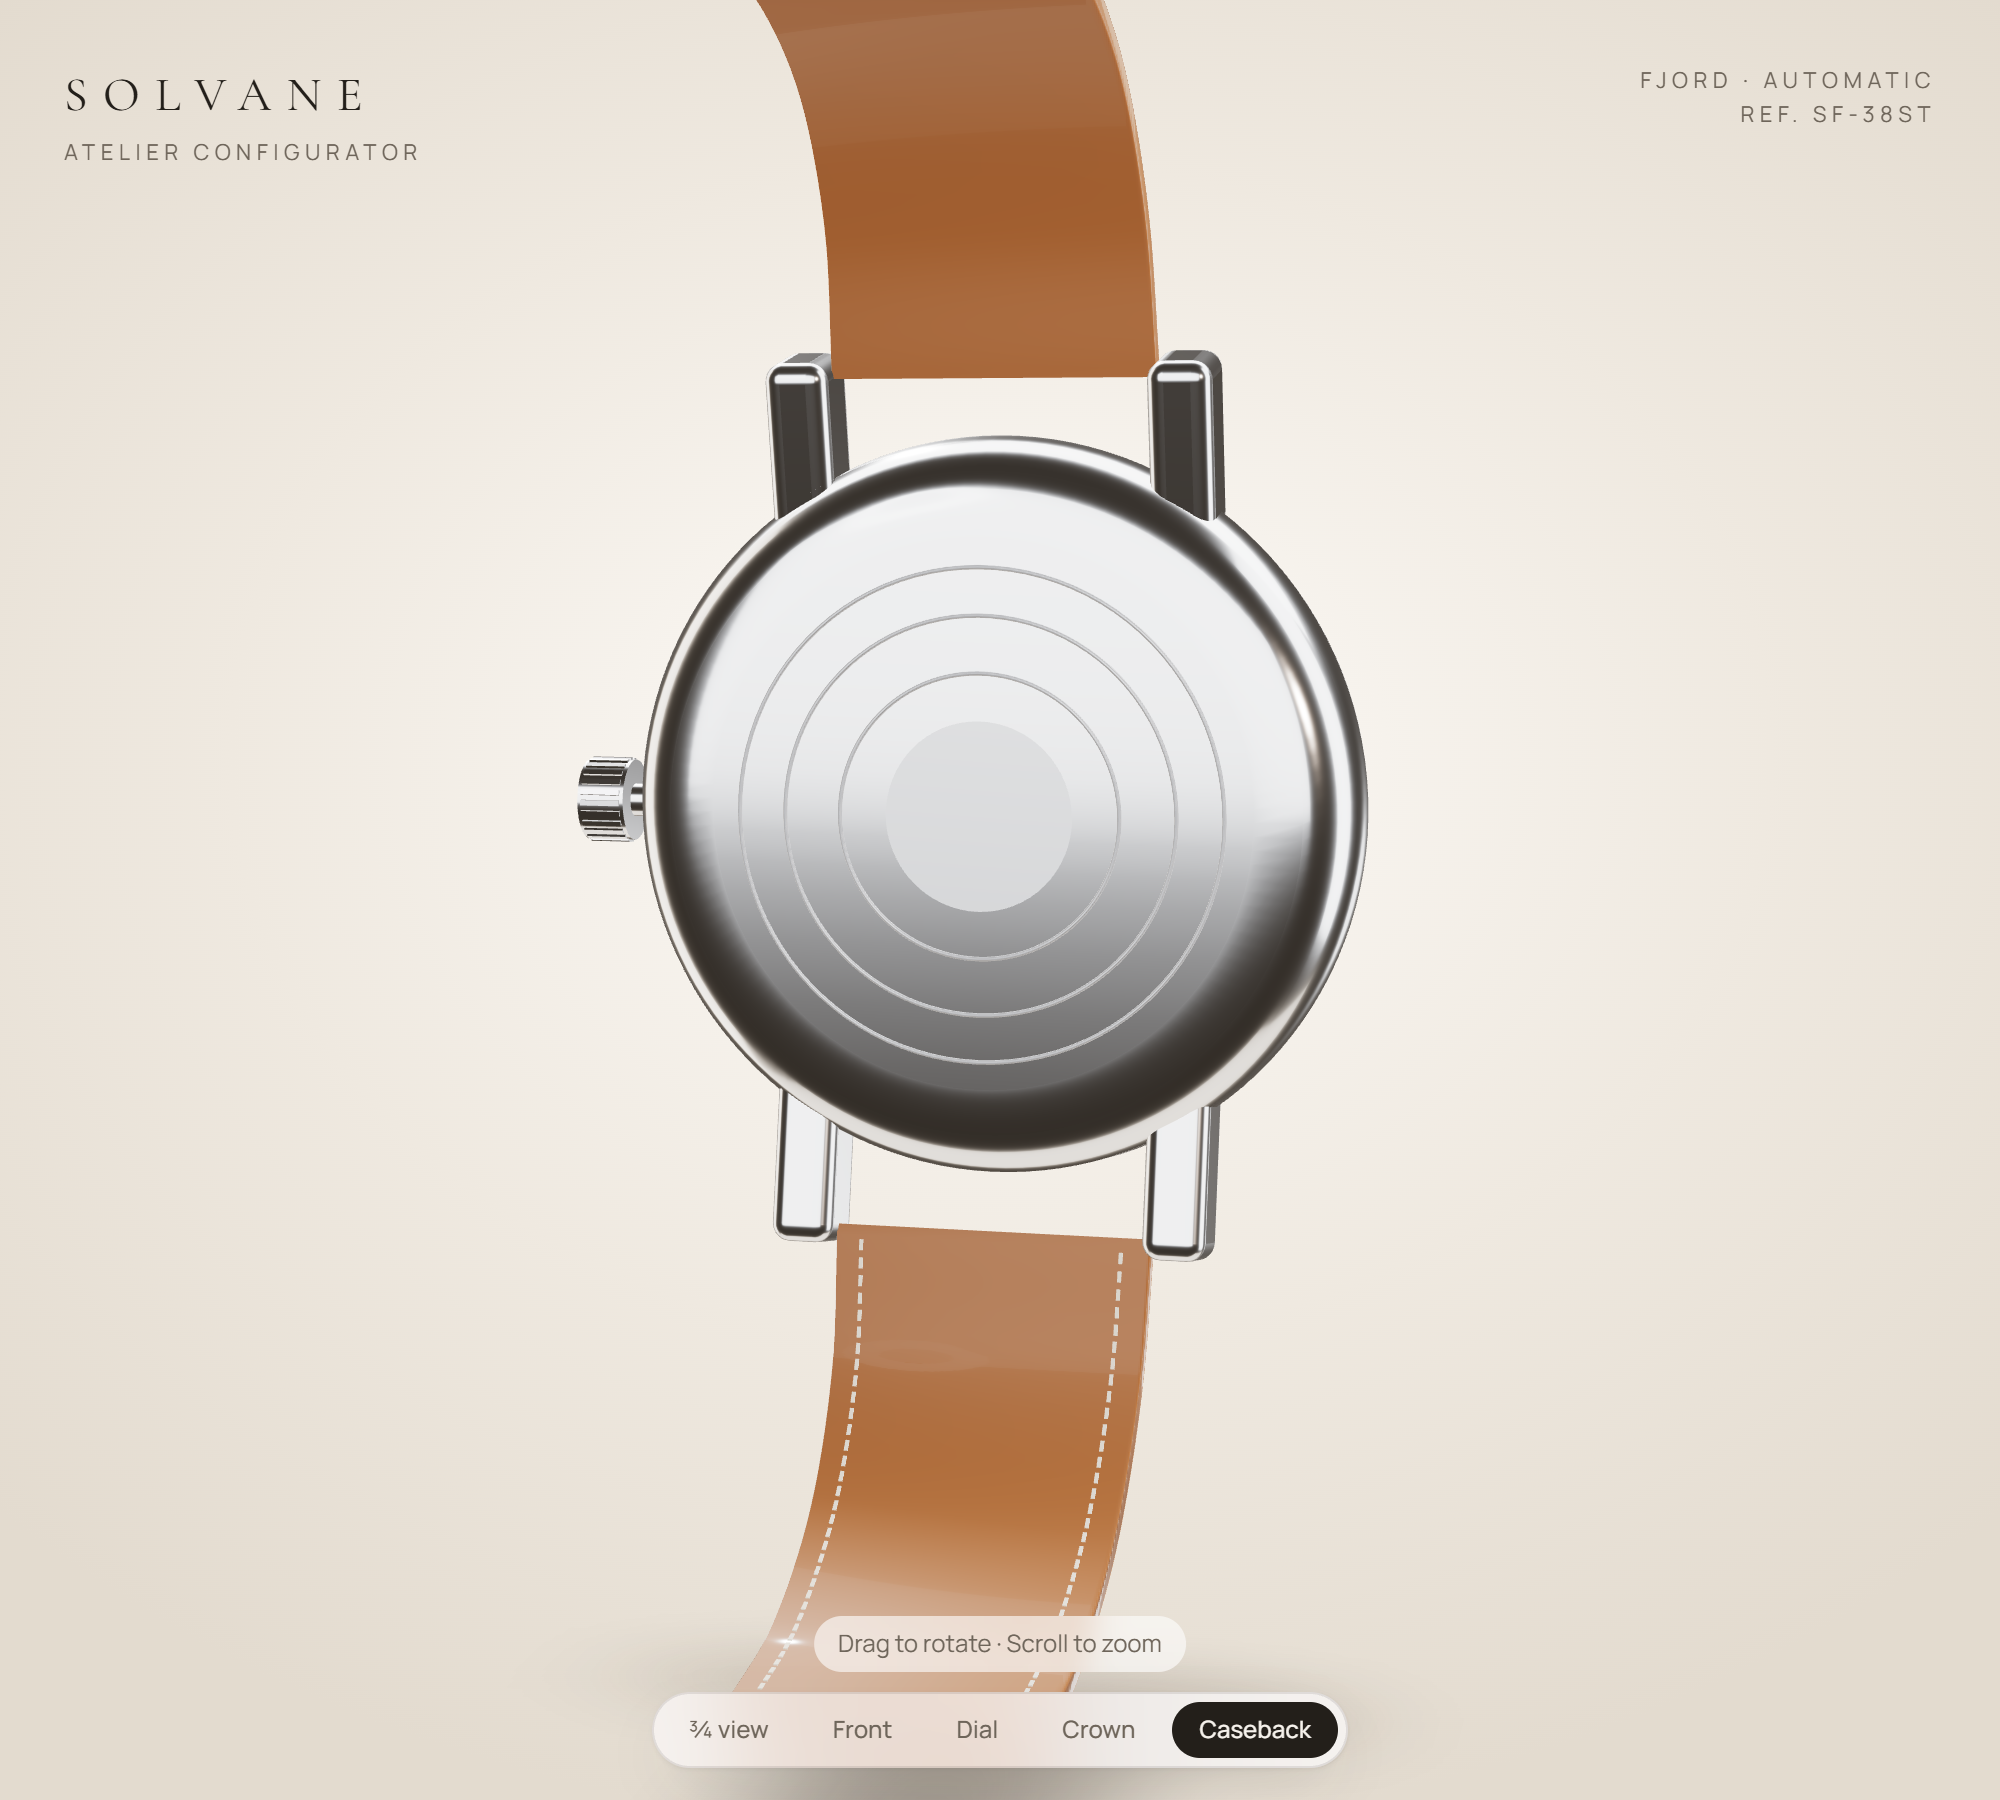 SOLVANE
ATELIER CONFIGURATOR
FJORD · AUTOMATIC
REF. SF-38ST
Drag to rotate · Scroll to zoom
¾ view
Front
Dial
Crown
Caseback